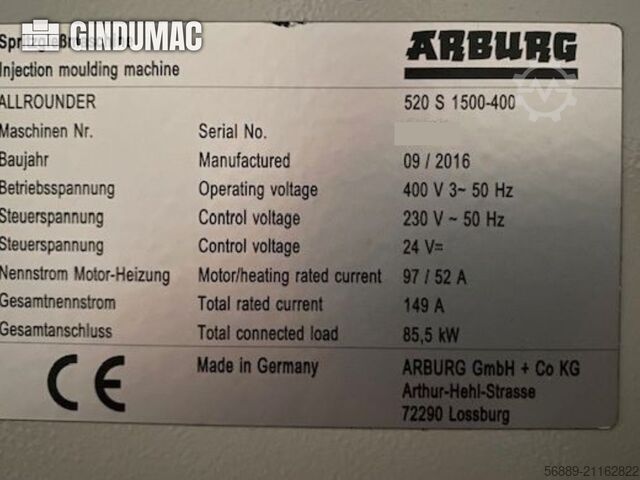 GINDUMAC
ARBURG
Injection moulding machine
ALLROUNDER 520 S 1500-400
Maschinen Nr. Serial No.
Baujahr Manufactured 09 / 2016
Betriebsspannung Operating voltage 400 V 3~ 50 Hz
Steuerspannung Control voltage 230 V ~ 50 Hz
Steuerspannung Control voltage 24 V=
Nennstrom Motor-Heizung Motor/heating rated current 97 / 52 A
Gesamtnennstrom Total rated current 149 A
Gesamtanschluss Total connected load 85,5 kW
CE Made in Germany ARBURG GmbH + Co KG
Arthur-Hehl-Strasse
72290 Lossburg
56889-21162822